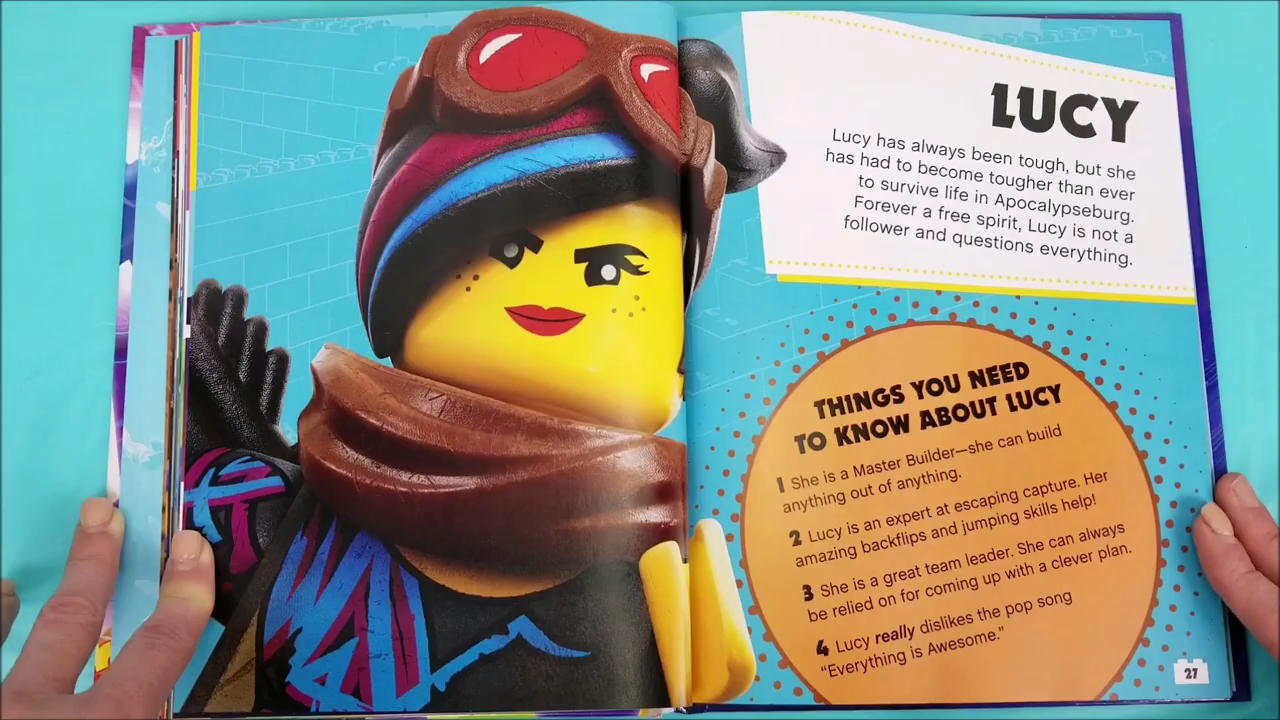 LUCY
Lucy has always been tough, but she
has had to become tougher than ever
to survive life in Apocalypseburg.
Forever a free spirit, Lucy is not a
follower and questions everything.
THINGS YOU NEED
TO KNOW ABOUT LUCY
1 She is a Master Builder—she can build
anything out of anything.
2 Lucy is an expert at escaping capture. Her
amazing backflips and jumping skills help!
3 She is a great team leader. She can always
be relied on for coming up with a clever plan.
4 Lucy really dislikes the pop song
“Everything is Awesome.”
27